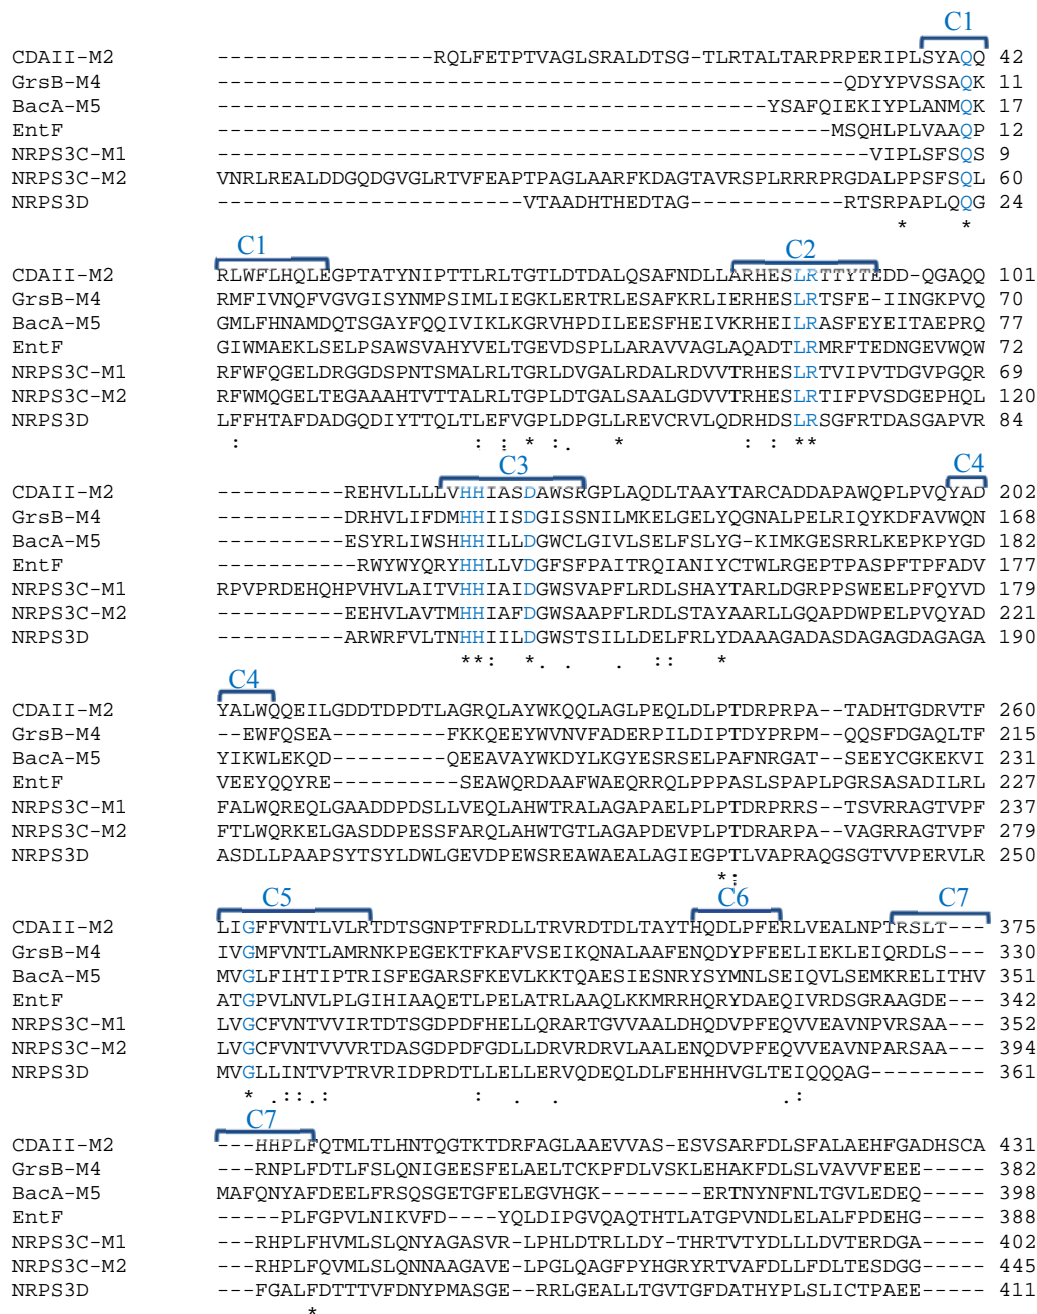 C1
CDAII-M2 -----------------RQLFETPTVAGLSRALDTSG-TLRTALTARPRPERIPLSYAQQ 42
GrsB-M4 -------------------------------------------------QDYYPVSSAQK 11
BacA-M5 -------------------------------------------YSAFQIEKIYPLANMQK 17
EntF ------------------------------------------------MSQHLPLVAAQP 12
NRPS3C-M1 ---------------------------------------------------VIPLSFSQS 9
NRPS3C-M2 VNRLREALDDGQDGVGLRTVFEAPTPAGLAARFKDAGTAVRSPLRRRPRGDALPPSFSQL 60
NRPS3D ------------------------VTAADHTHEDTAG------------RTSRPAPLQQG 24
* *
C1 C2
CDAII-M2 RLWFLHQLEGPTATYNIPTTLRLTGTLDTDALQSAFNDLLARHESLRTTYTEDD-QGAQQ 101
GrsB-M4 RMFIVNQFVGVGISYNMPSIMLIEGKLERTRLESAFKRLIERHESLRTSFE-IINGKPVQ 70
BacA-M5 GMLFHNAMDQTSGAYFQQIVIKLKGRVHPDILEESFHEIVKRHEILRASFEYEITAEPRQ 77
EntF GIWMAEKLSELPSAWSVAHYVELTGEVDSPLLARAVVAGLAQADTLRMRFTEDNGEVWQW 72
NRPS3C-M1 RFWFQGELDRGGDSPNTSMALRLTGRLDVGALRDALRDVVTRHESLRTVIPVTDGVPGQR 69
NRPS3C-M2 RFWMQGELTEGAAAHTVTTALRLTGPLDTGALSAALGDVVTRHESLRTIFPVSDGEPHQL 120
NRPS3D LFFHTAFDADGQDIYTTQLTLEFVGPLDPGLLREVCRVLQDRHDSLRSGFRTDASGAPVR 84
: : : * :. * : : **
C3 C4
CDAII-M2 ----------REHVLLLLVHHIASDAWSRGPLAQDLTAAYTARCADDAPAWQPLPVQYAD 202
GrsB-M4 ----------DRHVLIFDMHHIISDGISSNILMKELGELYQGNALPELRIQYKDFAVWQN 168
BacA-M5 ----------ESYRLIWSHHHILLDGWCLGIVLSELFSLYG-KIMKGESRRLKEPKPYGD 182
EntF ----------RWYWYQRYHHLLVDGFSFPAITRQIANIYCTWLRGEPTPASPFTPFADV 177
NRPS3C-M1 RPVPRDEHQHPVHVLAITVHHIAIDGWSVAPFLRDLSHAYTARLDGRPPSWEELPFQYVD 179
NRPS3C-M2 ----------EEHVLAVTMHHIAFDGWSAAPFLRDLSTAYAARLLGQAPDWPELPVQYAD 221
NRPS3D ----------ARWRFVLTNHHIILDGWSTSILLDELFRLYDAAAGADASDAGAGDAGAGA 190
**: *. . . :: *
C4
CDAII-M2 YALWQQEILGDDTDPDTLAGRQLAYWKQQLAGLPEQLDLPTDRPRPA--TADHTGDRVTF 260
GrsB-M4 --EWFQSEA---------FKKQEEYWVNVFADERPILDIPTDYPRPM--QQSFDGAQLTF 215
BacA-M5 YIKWLEKQD---------QEEAVAYWKDYLKGYESRSELPAFNRGAT--SEEYCGKEKVI 231
EntF VEEYQQYRE---------SEAWQRDAAFWAEQRRQLPPPASLSPAPLPGRSASADILRL 227
NRPS3C-M1 FALWQREQLGAADDPDSLLVEQLAHWTRALAGAPAELPLPTDRPRRS--TSVRRAGTVPF 237
NRPS3C-M2 FTLWQRKELGASDDPESSFARQLAHWTGTLAGAPDEVPLPTDRARPA--VAGRRAGTVPF 279
NRPS3D ASDLLPAAPSYTSYLDWLGEVDPEWSREAWAEALAGIEGPTLVAPRAQGSGTVVPERVLR 250
* :
C5 C6 C7
CDAII-M2 LIGFFVNTLVLRTDTSGNPTFRDLLTRVRDTDLTAYTHQDLPFERLVEALNPTRSLT--- 375
GrsB-M4 IVGMFVNTLAMRNKPEGEKTFKAFVSEIKQNALAAFENQDYPFEELIEKLEIQRDLS--- 330
BacA-M5 MVGLFIHTIPTRISFEGARSFKEVLKKTQAESIESNRYSYMNLSEIQVLSEMKRELITHV 351
EntF ATGPVLNVLPLGIHIAAQETLPELATRLAAQLKKMRRHQRYDAEQIVRDSGRAAGDE--- 342
NRPS3C-M1 LVGCFVNTVVIRTDTSGDPDFHELLQRARTGVVAALDHQDVPFEQVVEAVNPVRSAA--- 352
NRPS3C-M2 LVGCFVNTVVVRTDASGDPDFGDLLDRVRDRVLAALENQDVPFEQVVEAVNPARSAA--- 394
NRPS3D MVGLLINTVPTRVRIDPRDTLLELLERVQDEQLDLFEHHHVGLTEIQQQAG--------- 361
* .::.: : . . .:
C7
CDAII-M2 ---HHPLFQTMLTLHNTQGTKTDRFAGLAAEVVAS-ESVSARFDLSFALAEHFGADHSCA 431
GrsB-M4 ---RNPLFDTLFSLQNIGEESFELAELTCKPFDLVSKLEHAKFDLSLVAVVFEEE----- 382
BacA-M5 MAFQNYAFDEELFRSQSGETGFELEGVHGK--------ERTNYNFNLTGVLEDEQ----- 398
EntF -----PLFGPVLNIKVFD----YQLDIPGVQAQTHTLATGPVNDLELALFPDEHG----- 388
NRPS3C-M1 ---RHPLFHVMLSLQNYAGASVR-LPHLDTRLLDY-THRTVTYDLLLDVTERDGA----- 402
NRPS3C-M2 ---RHPLFQVMLSLQNNAAGAVE-LPGLQAGFPYHGRYRTVAFDLLFDLTESDGG----- 445
NRPS3D ---FGALFDTTTVFDNYPMASGE--RRLGEALLTGVTGFDATHYPLSLICTPAEE----- 411
*